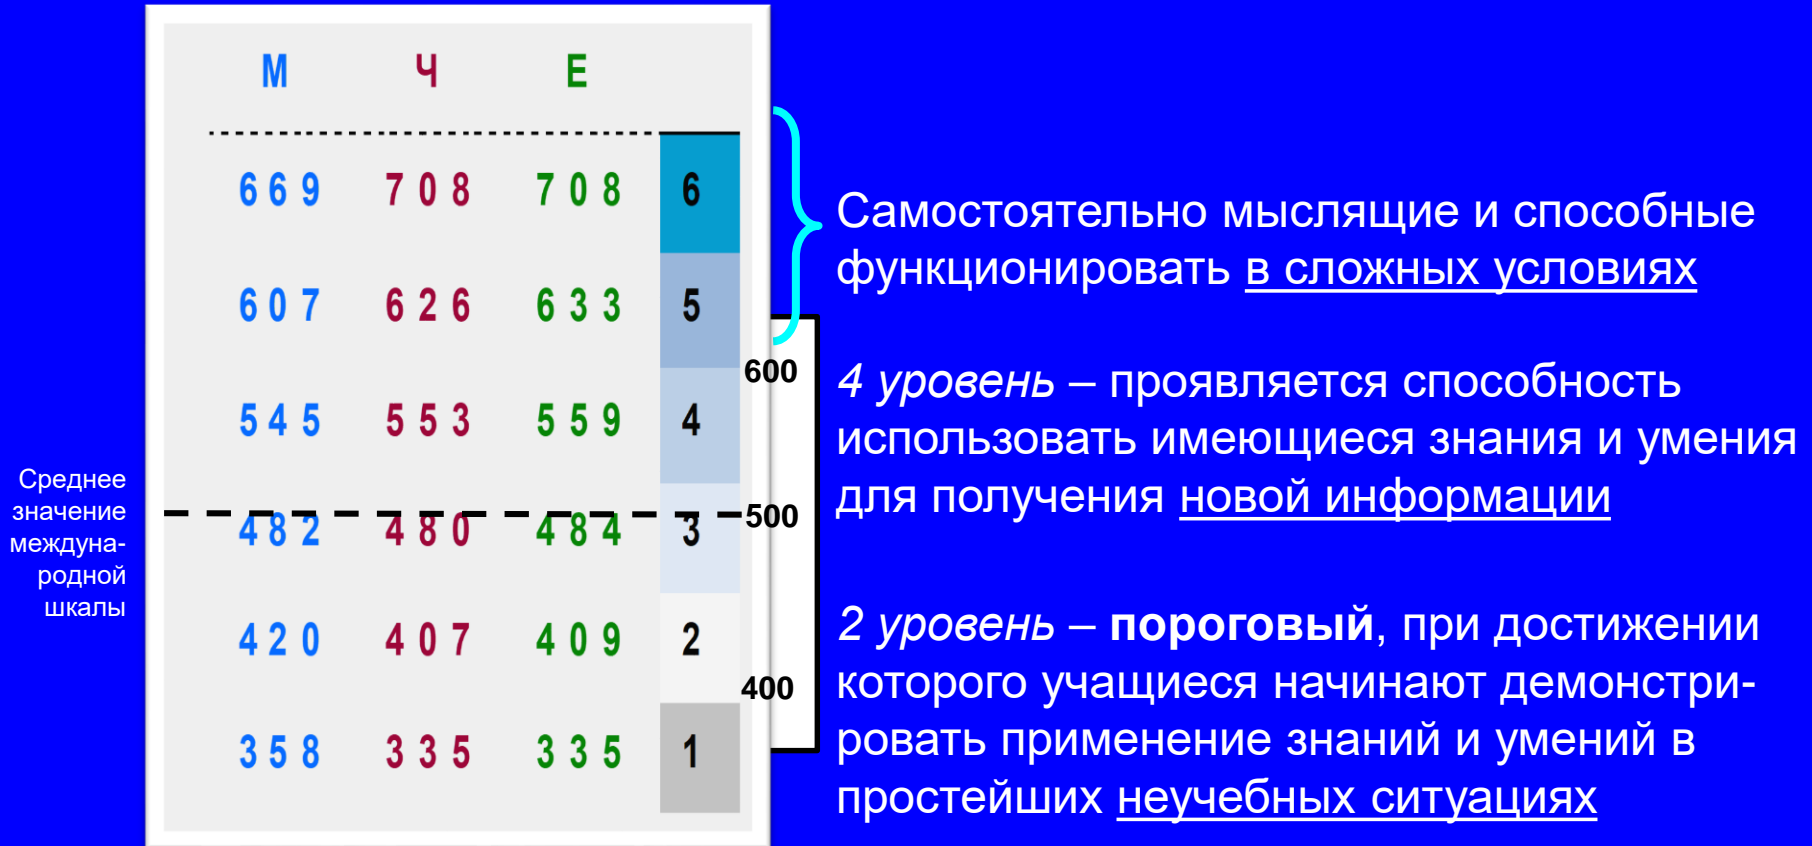 М Ч Е
669 708 708 6
607 626 633 5
600
545 553 559 4
Среднее
значение
междуна-
родной
шкалы
500
482 480 484 3
420 407 409 2
400
358 335 335 1
Самостоятельно мыслящие и способные
функционировать в сложных условиях
4 уровень – проявляется способность
использовать имеющиеся знания и умения
для получения новой информации
2 уровень – пороговый, при достижении
которого учащиеся начинают демонстри-
ровать применение знаний и умений в
простейших неучебных ситуациях